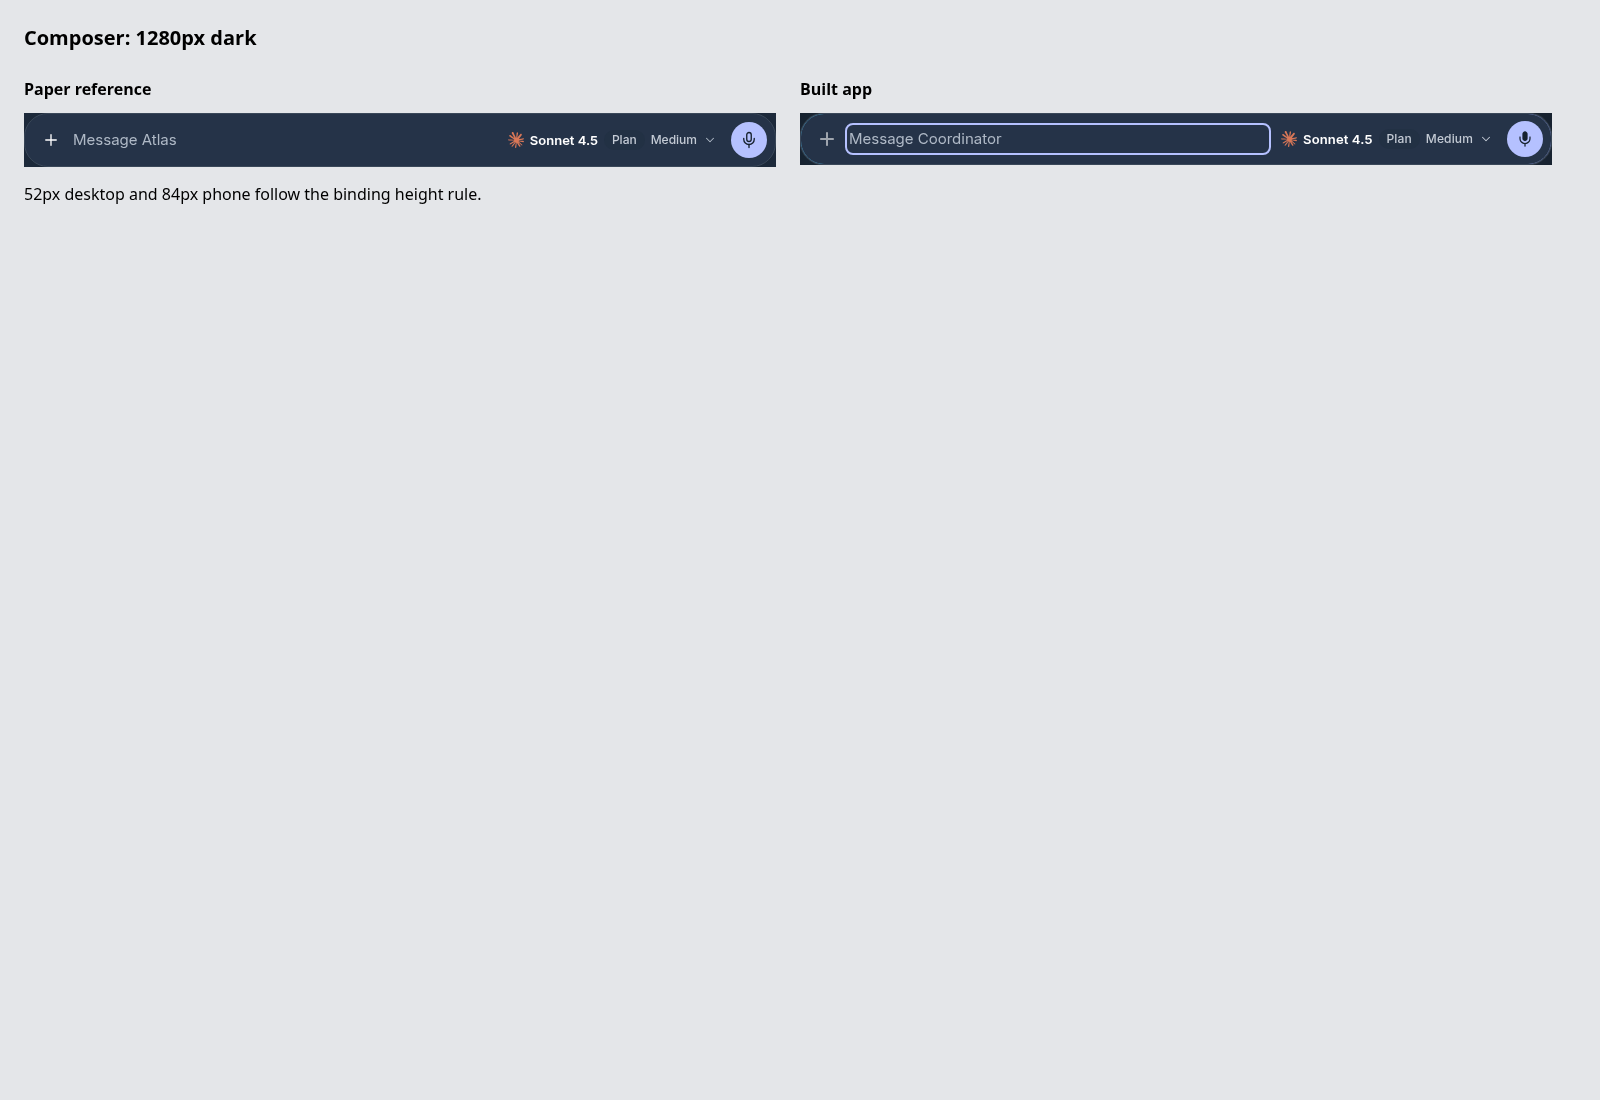 Composer: 1280px dark
Paper reference
Message Atlas Sonnet 4.5 Plan Medium
52px desktop and 84px phone follow the binding height rule.
Built app
Message Coordinator Sonnet 4.5 Plan Medium